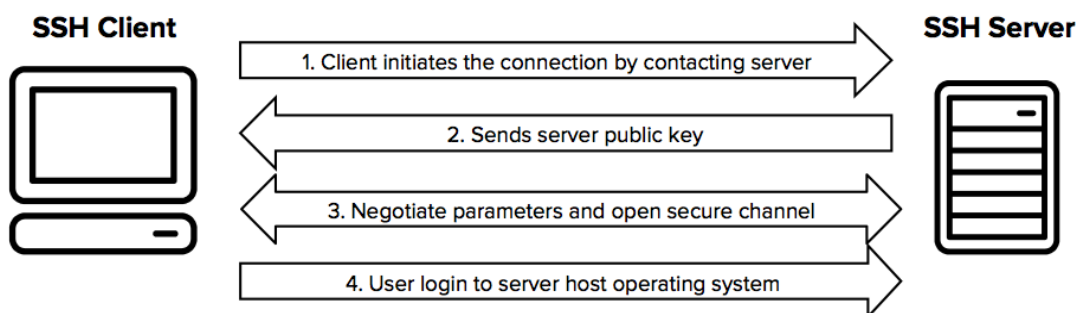 SSH Client
SSH Server
1. Client initiates the connection by contacting server
2. Sends server public key
3. Negotiate parameters and open secure channel
4. User login to server host operating system